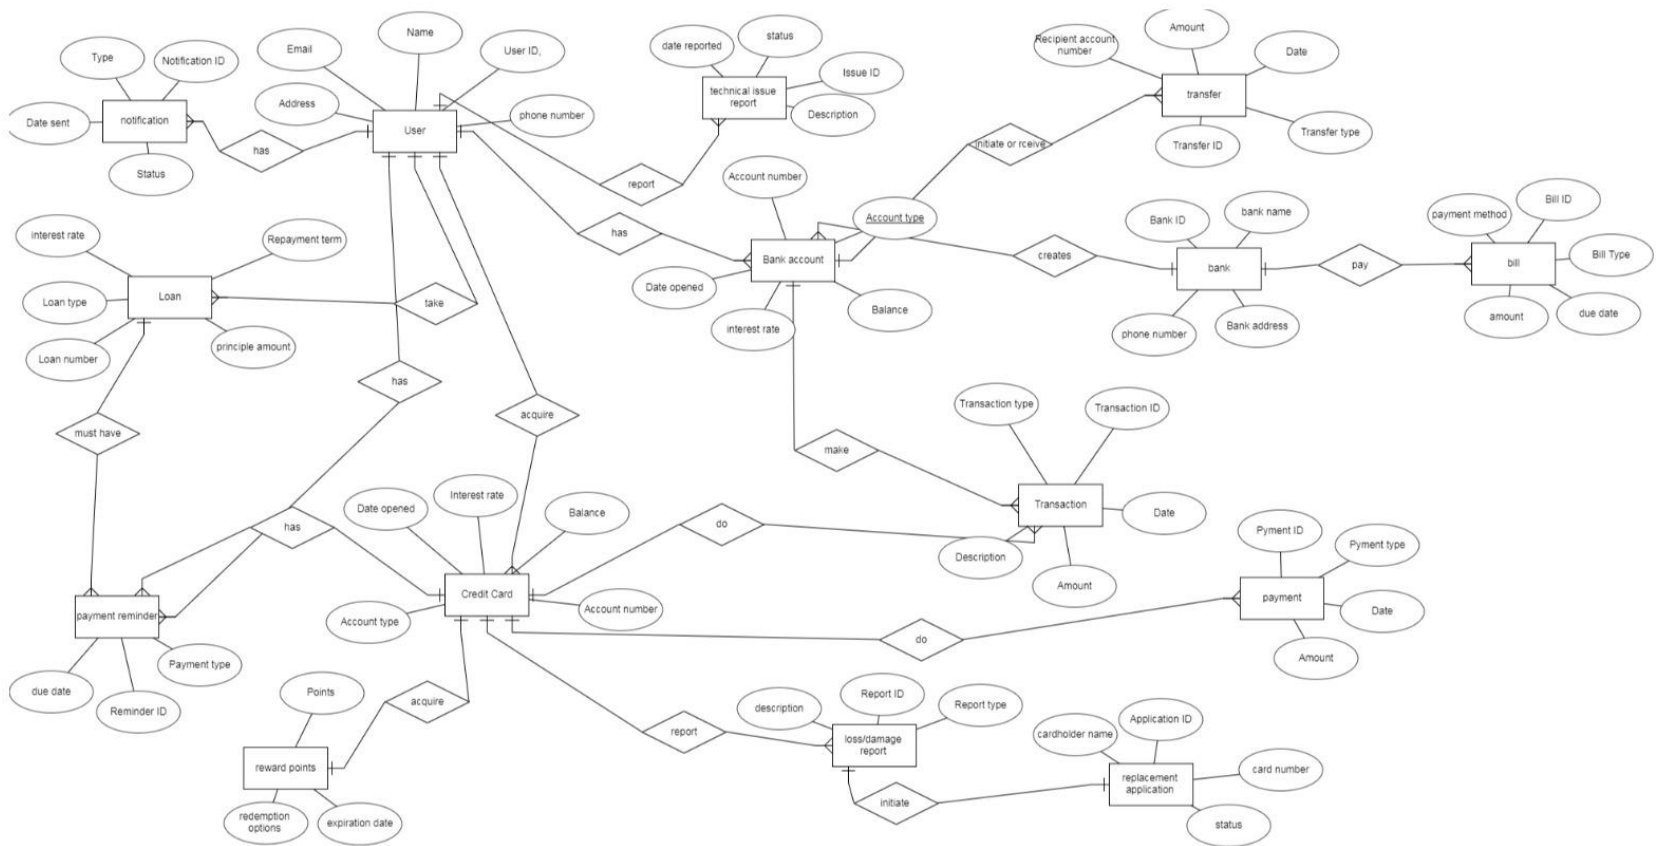 Type
Notification ID
Date sent
notification
Status
has
Email
Name
User ID,
Address
User
phone number
date reported
status
technical issue
report
Issue ID
Description
report
Recipient account
number
Amount
Date
transfer
Transfer type
Transfer ID
initiate or rceive
Account number
Account type
has
Bank account
Date opened
interest rate
Balance
creates
Bank ID
bank name
bank
phone number
Bank address
pay
payment method
Bill ID
Bill Type
bill
amount
due date
interest rate
Repayment term
Loan
Loan type
Loan number
principle amount
take
has
must have
acquire
make
Transaction type
Transaction ID
Transaction
Date
Description
Amount
Date opened
Interest rate
Balance
has
do
Credit Card
Account type
Account number
payment reminder
due date
Reminder ID
Payment type
Pyment ID
Pyment type
payment
Date
Amount
do
Points
acquire
reward points
redemption
options
expiration date
report
description
Report ID
Report type
loss/damage
report
initiate
cardholder name
Application ID
replacement
application
card number
status